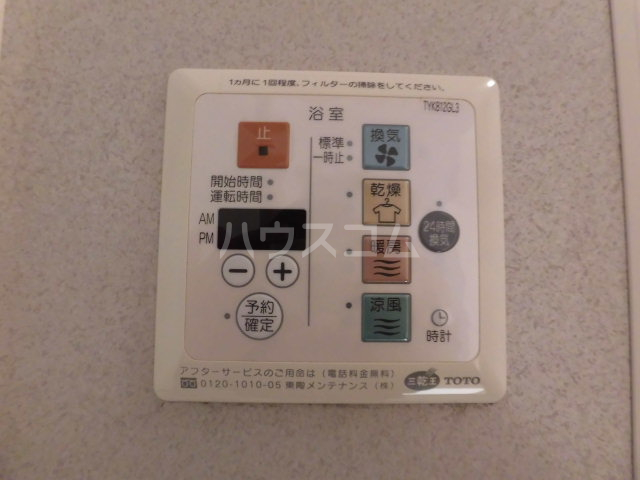 1ヵ月に1回程度、フィルターの掃除をしてください。
浴室
TYKB12GL3
止
標準
一時止
換気
開始時間
運転時間
乾燥
AM
PM
24時間
換気
暖房
ハウスコム
予約
確定
涼風
時計
アフターサービスのご用命は(電話料金無料)
0120-1010-05 東陶メンテナンス(株)
三乾王 TOTO